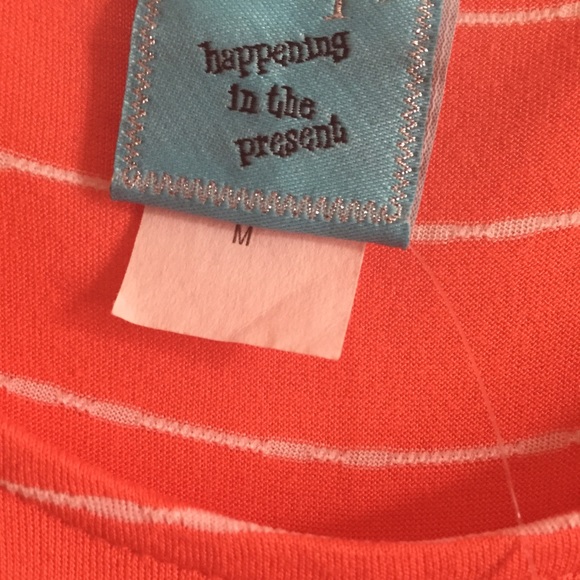 happening
in the
present
M